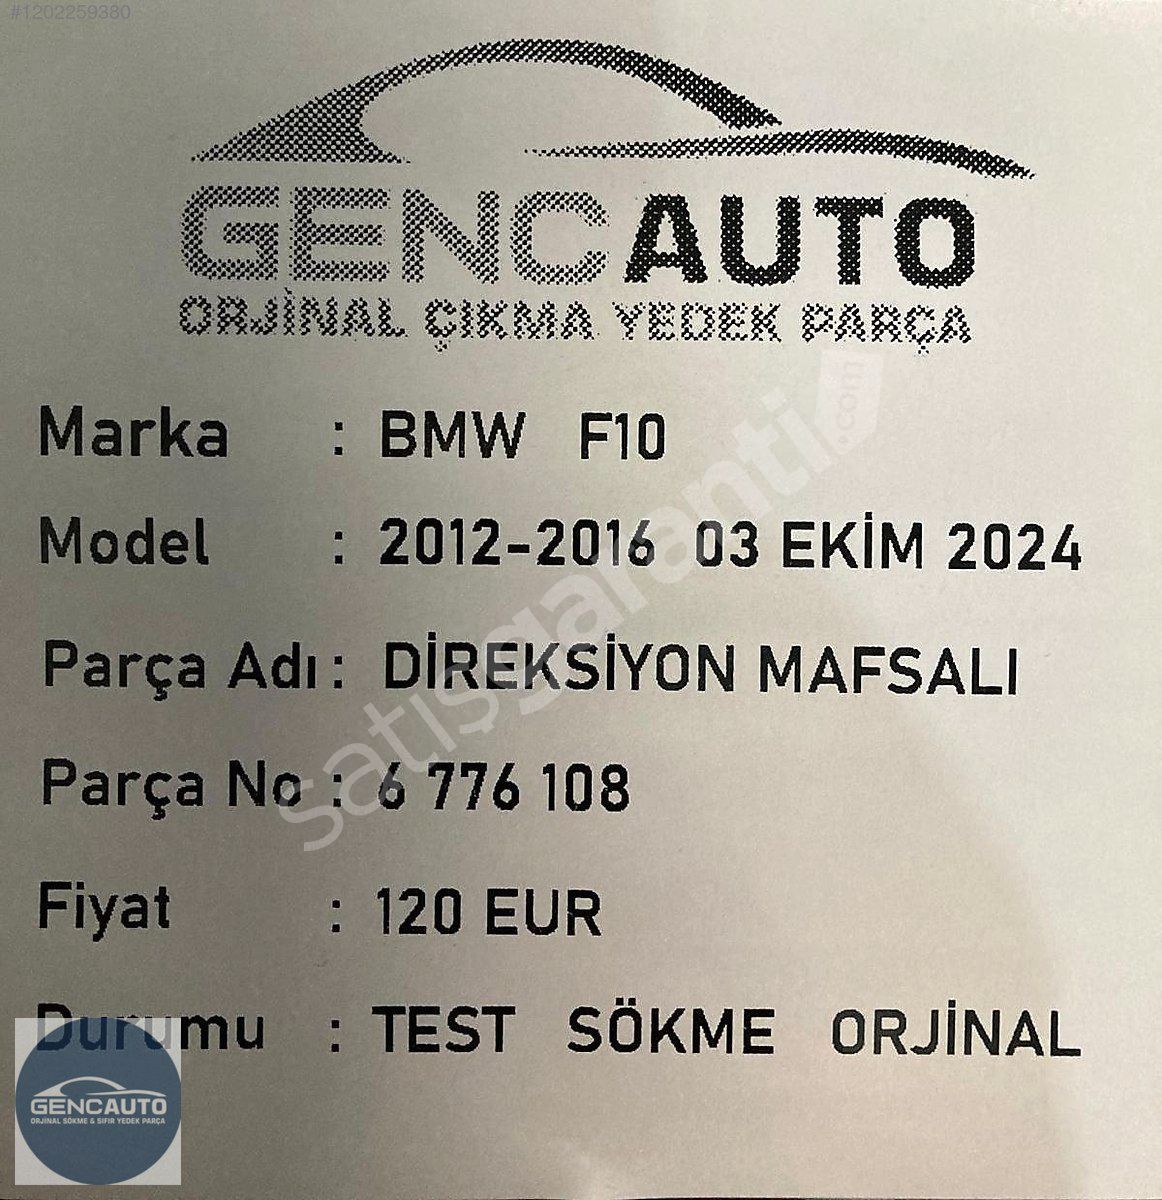 #1202259380
GENCAUTO
ORJİNAL ÇIKMA YEDEK PARÇA
Marka : BMW F10
Model : 2012-2016 03 EKİM 2024
Parça Adı : DİREKSİYON MAFSALI
Parça No : 6 776 108
Fiyat : 120 EUR
Durumu : TEST SÖKME ORJİNAL
satışgaranti.com
GENCAUTO
ORJİNAL SÖKME & SIFIR YEDEK PARÇA